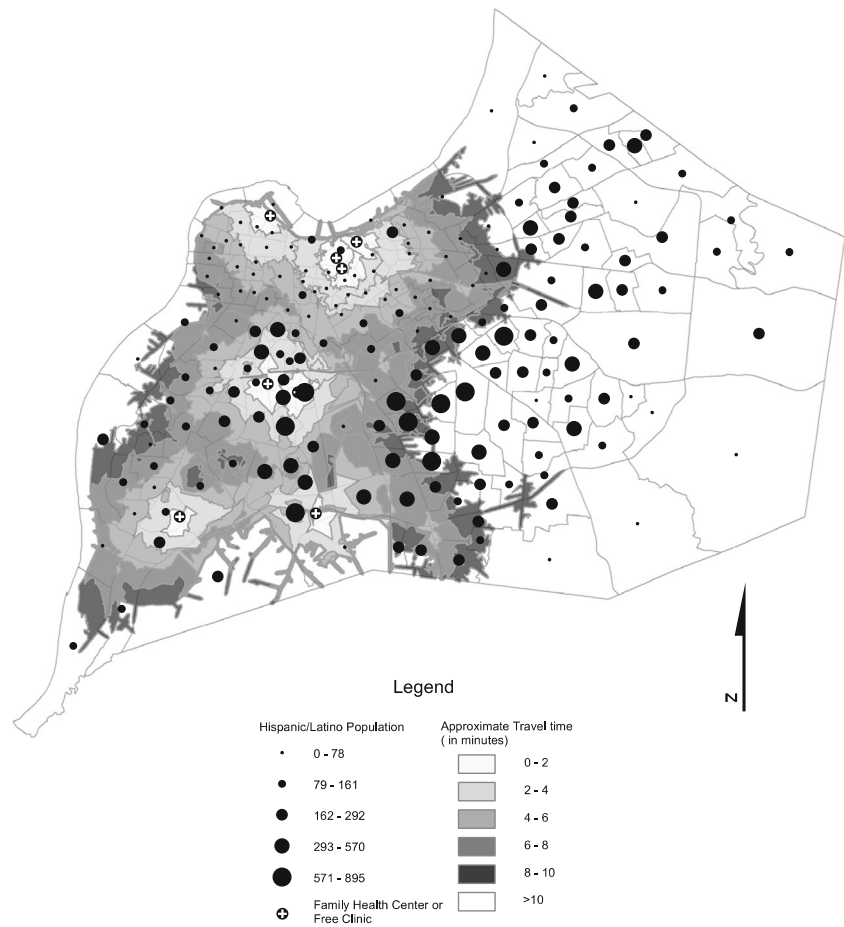 N
Legend
Hispanic/Latino Population
0 - 78
79 - 161
162 - 292
293 - 570
571 - 895
Family Health Center or
Free Clinic
Approximate Travel time
( in minutes)
0 - 2
2 - 4
4 - 6
6 - 8
8 - 10
>10